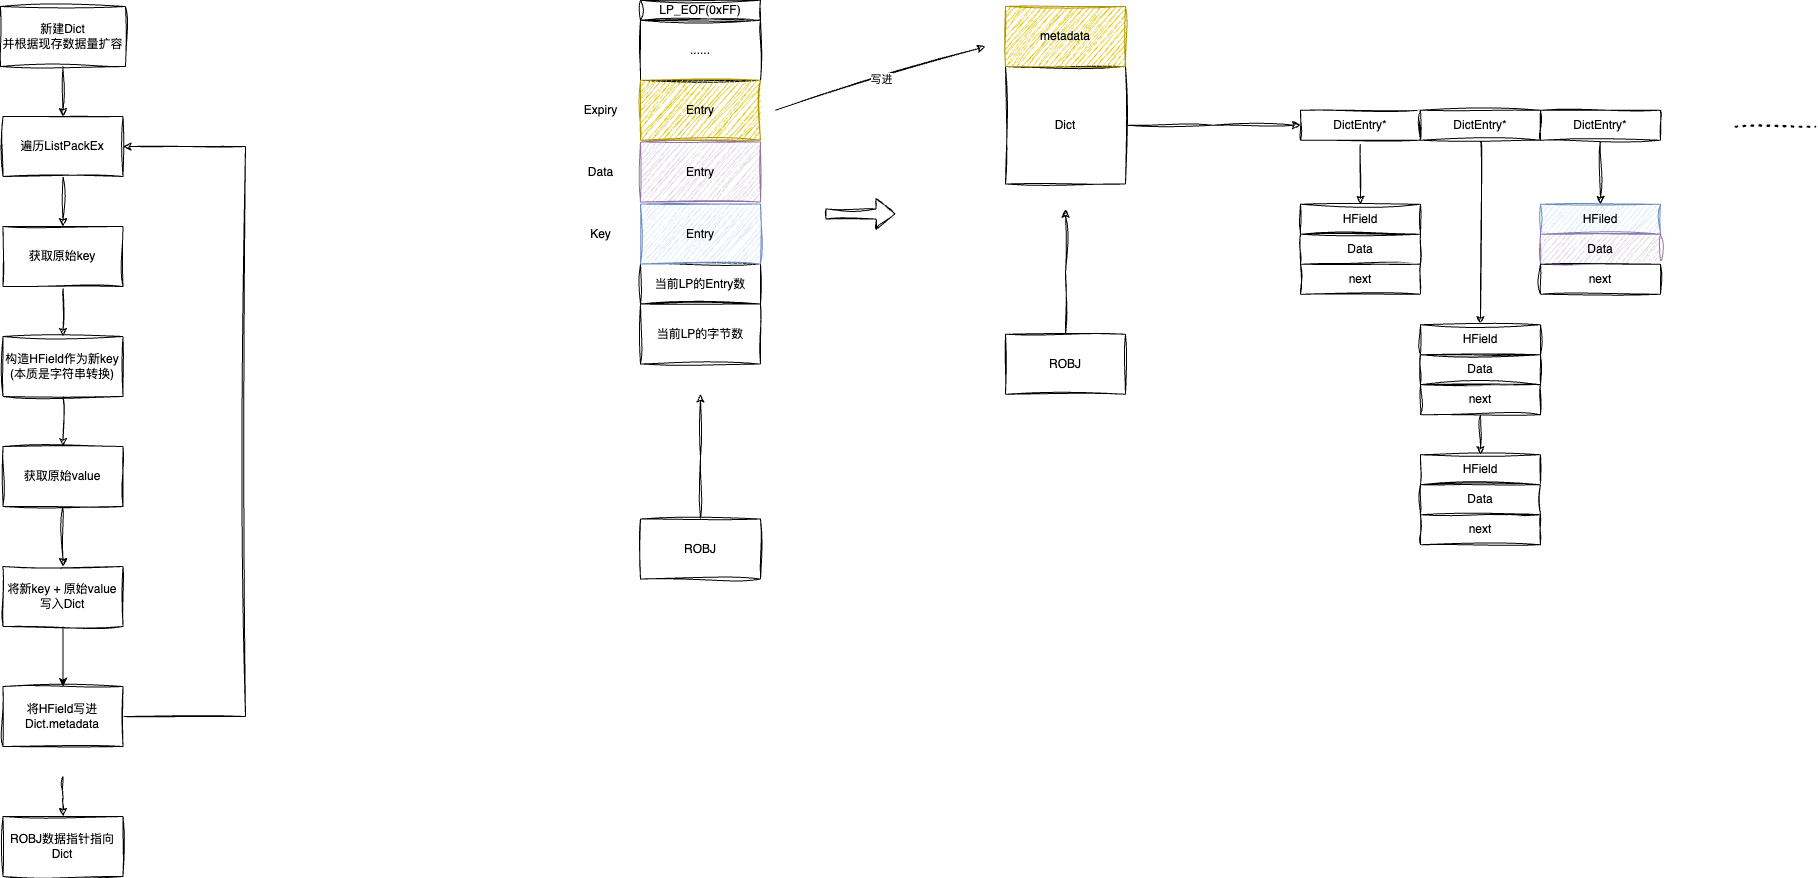 新建Dict
并根据现存数据量扩容
遍历ListPackEx
获取原始key
构造HField作为新key
(本质是字符串转换)
获取原始value
将新key + 原始value
写入Dict
将HField写进
Dict.metadata
ROBJ数据指针指向
Dict
LP_EOF(0xFF)
......
Expiry
Entry
Data
Entry
Key
Entry
当前LP的Entry数
当前LP的字节数
ROBJ
写进
metadata
Dict
ROBJ
DictEntry*
DictEntry*
DictEntry*
HField
Data
next
HFiled
Data
next
HField
Data
next
HField
Data
next